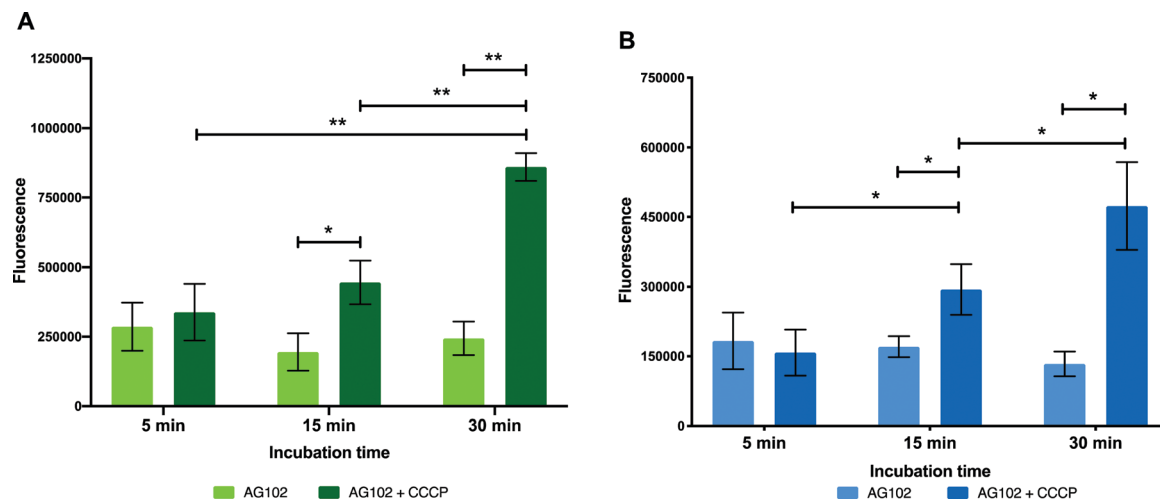 A
Fluorescence
1250000
1000000
750000
500000
250000
0
**
**
**
*
5 min
15 min
30 min
Incubation time
AG102
AG102 + CCCP
B
Fluorescence
750000
600000
450000
300000
150000
0
*
*
*
*
5 min
15 min
30 min
Incubation time
AG102
AG102 + CCCP